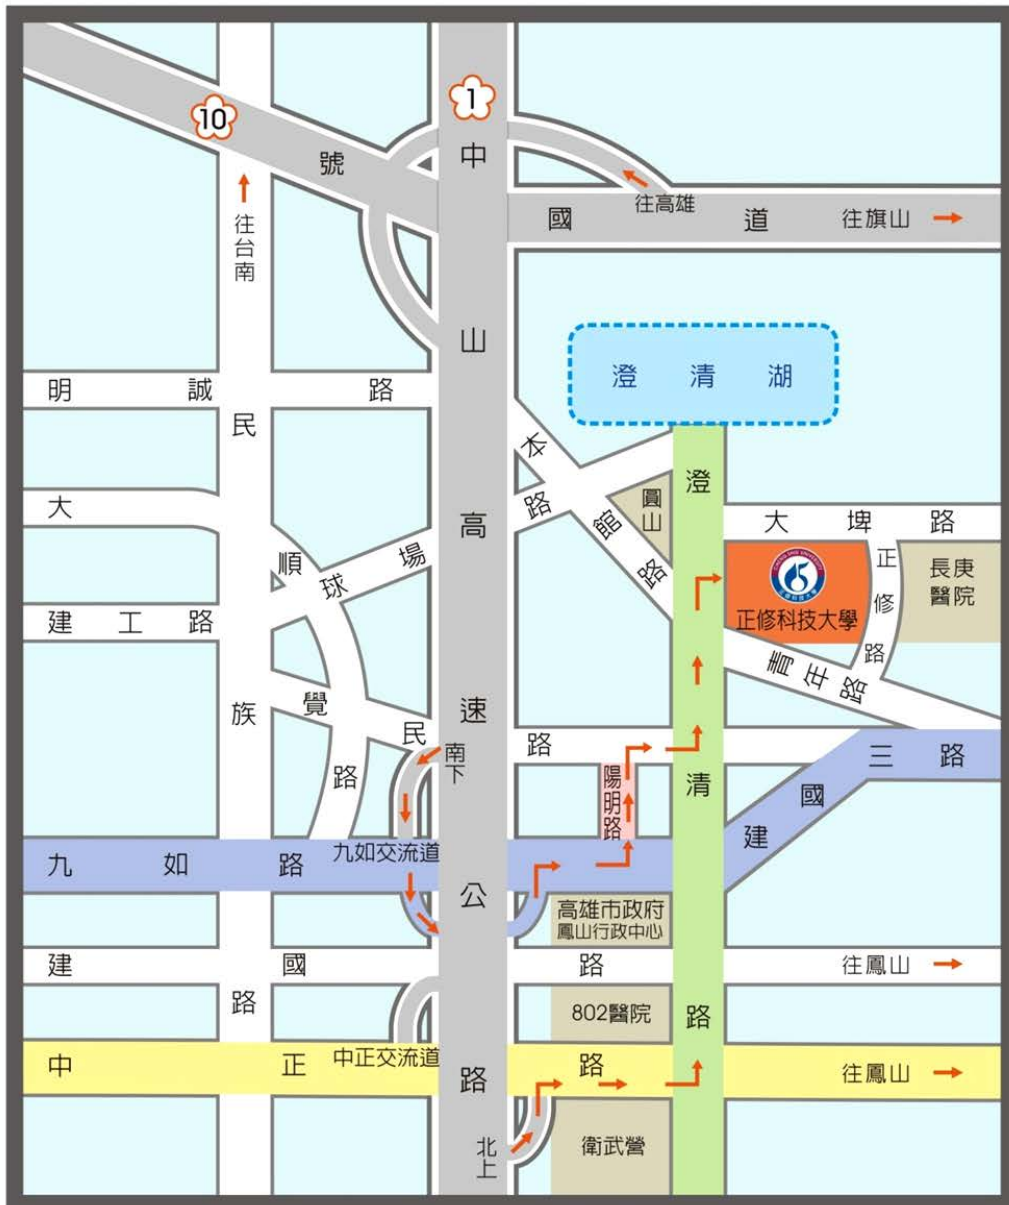 10
1
號
中
往台南
國
道
往高雄
往旗山
山
澄清湖
明誠路
民
本館路
澄
圓山
大
順
高
球場路
大埤路
正修科技大學
正修路
長庚
醫院
建工路
青年路
族
覺
民
路
速
南下
路
陽明路
清
建國三路
路
九如路
九如交流道
公
高雄市政府
鳳山行政中心
建國路
往鳳山
路
802醫院
路
中正路
中正交流道
路
往鳳山
北上
衛武營